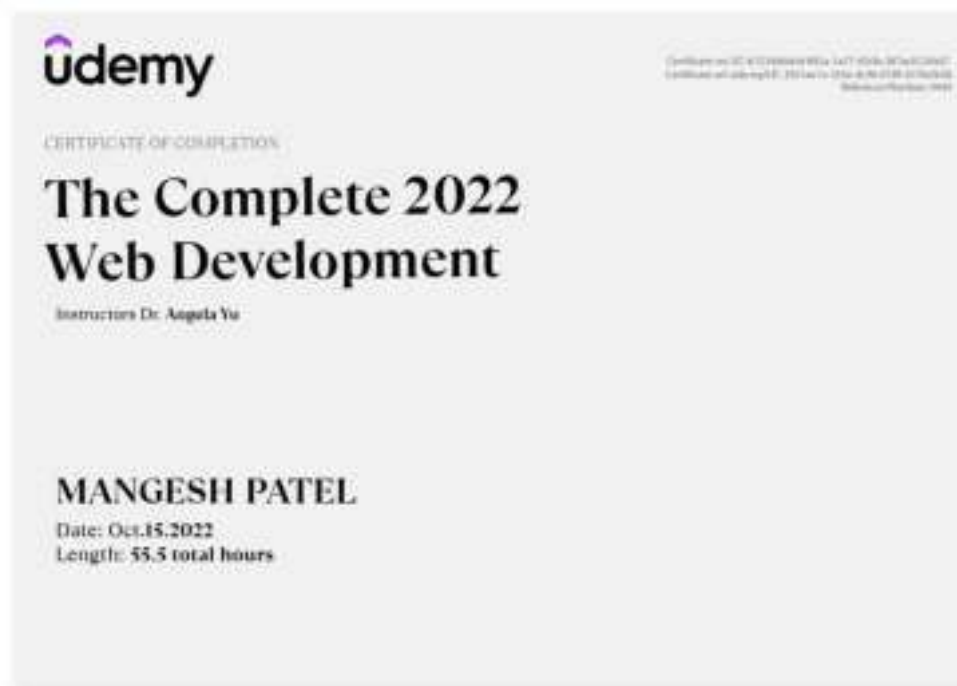 udemy
CERTIFICATE OF COMPLETION
The Complete 2022
Web Development
Instructors Dr. Angela Yu
MANGESH PATEL
Date: Oct.15.2022
Length: 55.5 total hours